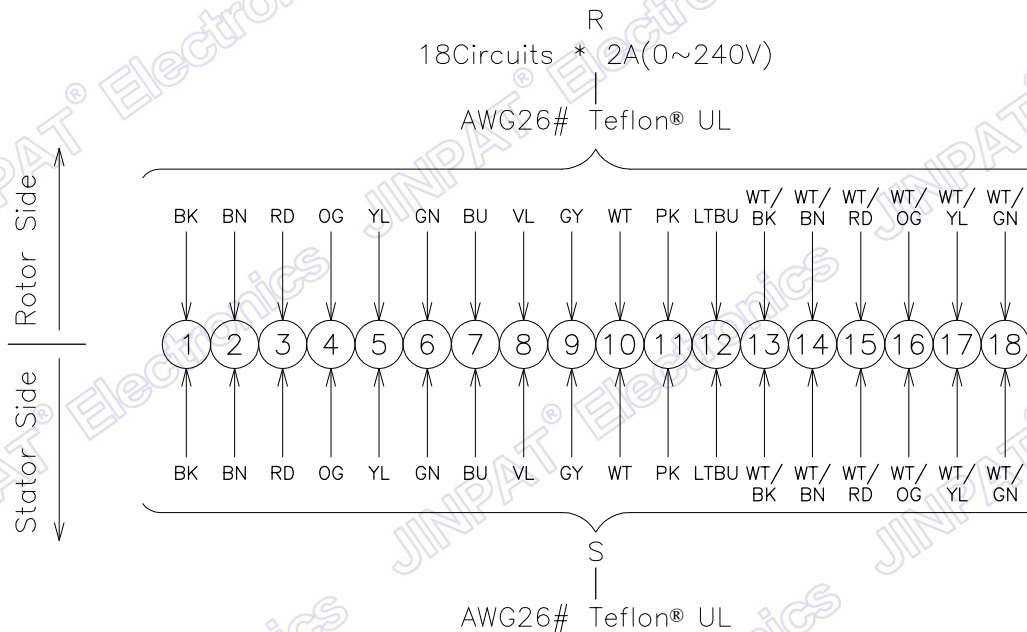 R
18Circuits * 2A(0~240V)
AWG26# Teflon® UL
Rotor Side
BK BN RD OG YL GN BU VL GY WT PK LTBU WT/BK WT/BN WT/RD WT/OG WT/YL WT/GN
1 2 3 4 5 6 7 8 9 10 11 12 13 14 15 16 17 18
Stator Side
BK BN RD OG YL GN BU VL GY WT PK LTBU WT/BK WT/BN WT/RD WT/OG WT/YL WT/GN
S
AWG26# Teflon® UL
JINPAT® Electronics